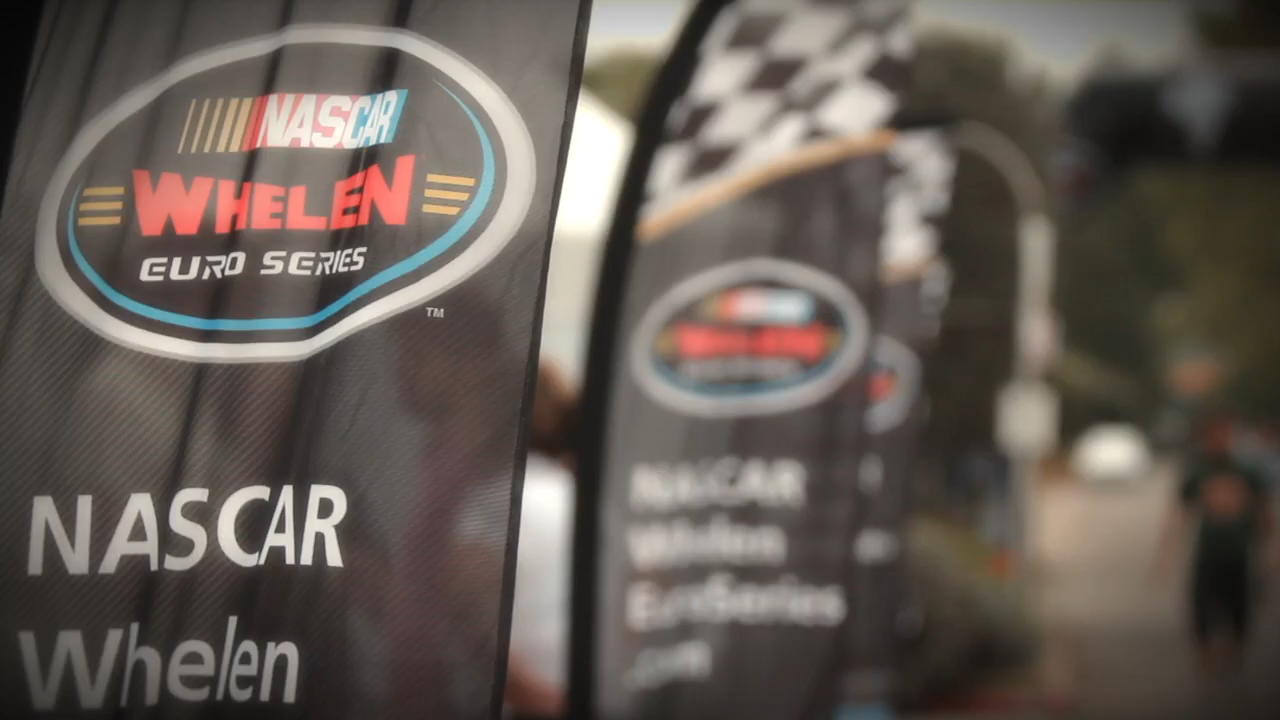 NASCAR
WHELEN
EURO SERIES
TM
NASCAR
Whelen
NASCAR
Whelen
EuroSeries
.com